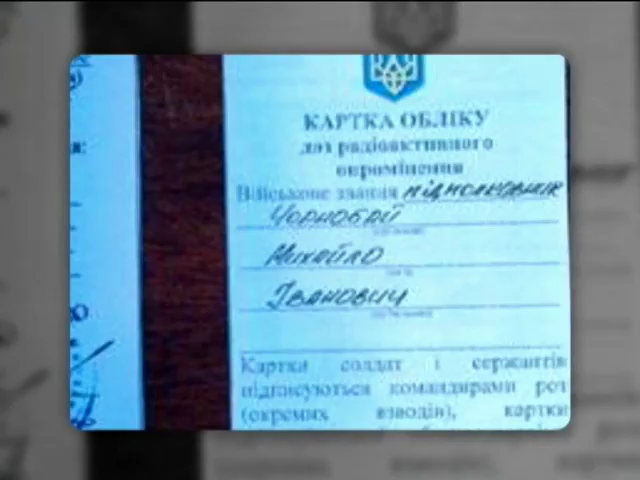 КАРТКА ОБЛІКУ
доз радіоактивного
опромінення
Військове звання підполковник
Чорнобай
Михайло
Іванович
Картки солдат і сержантів
підписуються командирами рот
(окремих взводів), картки